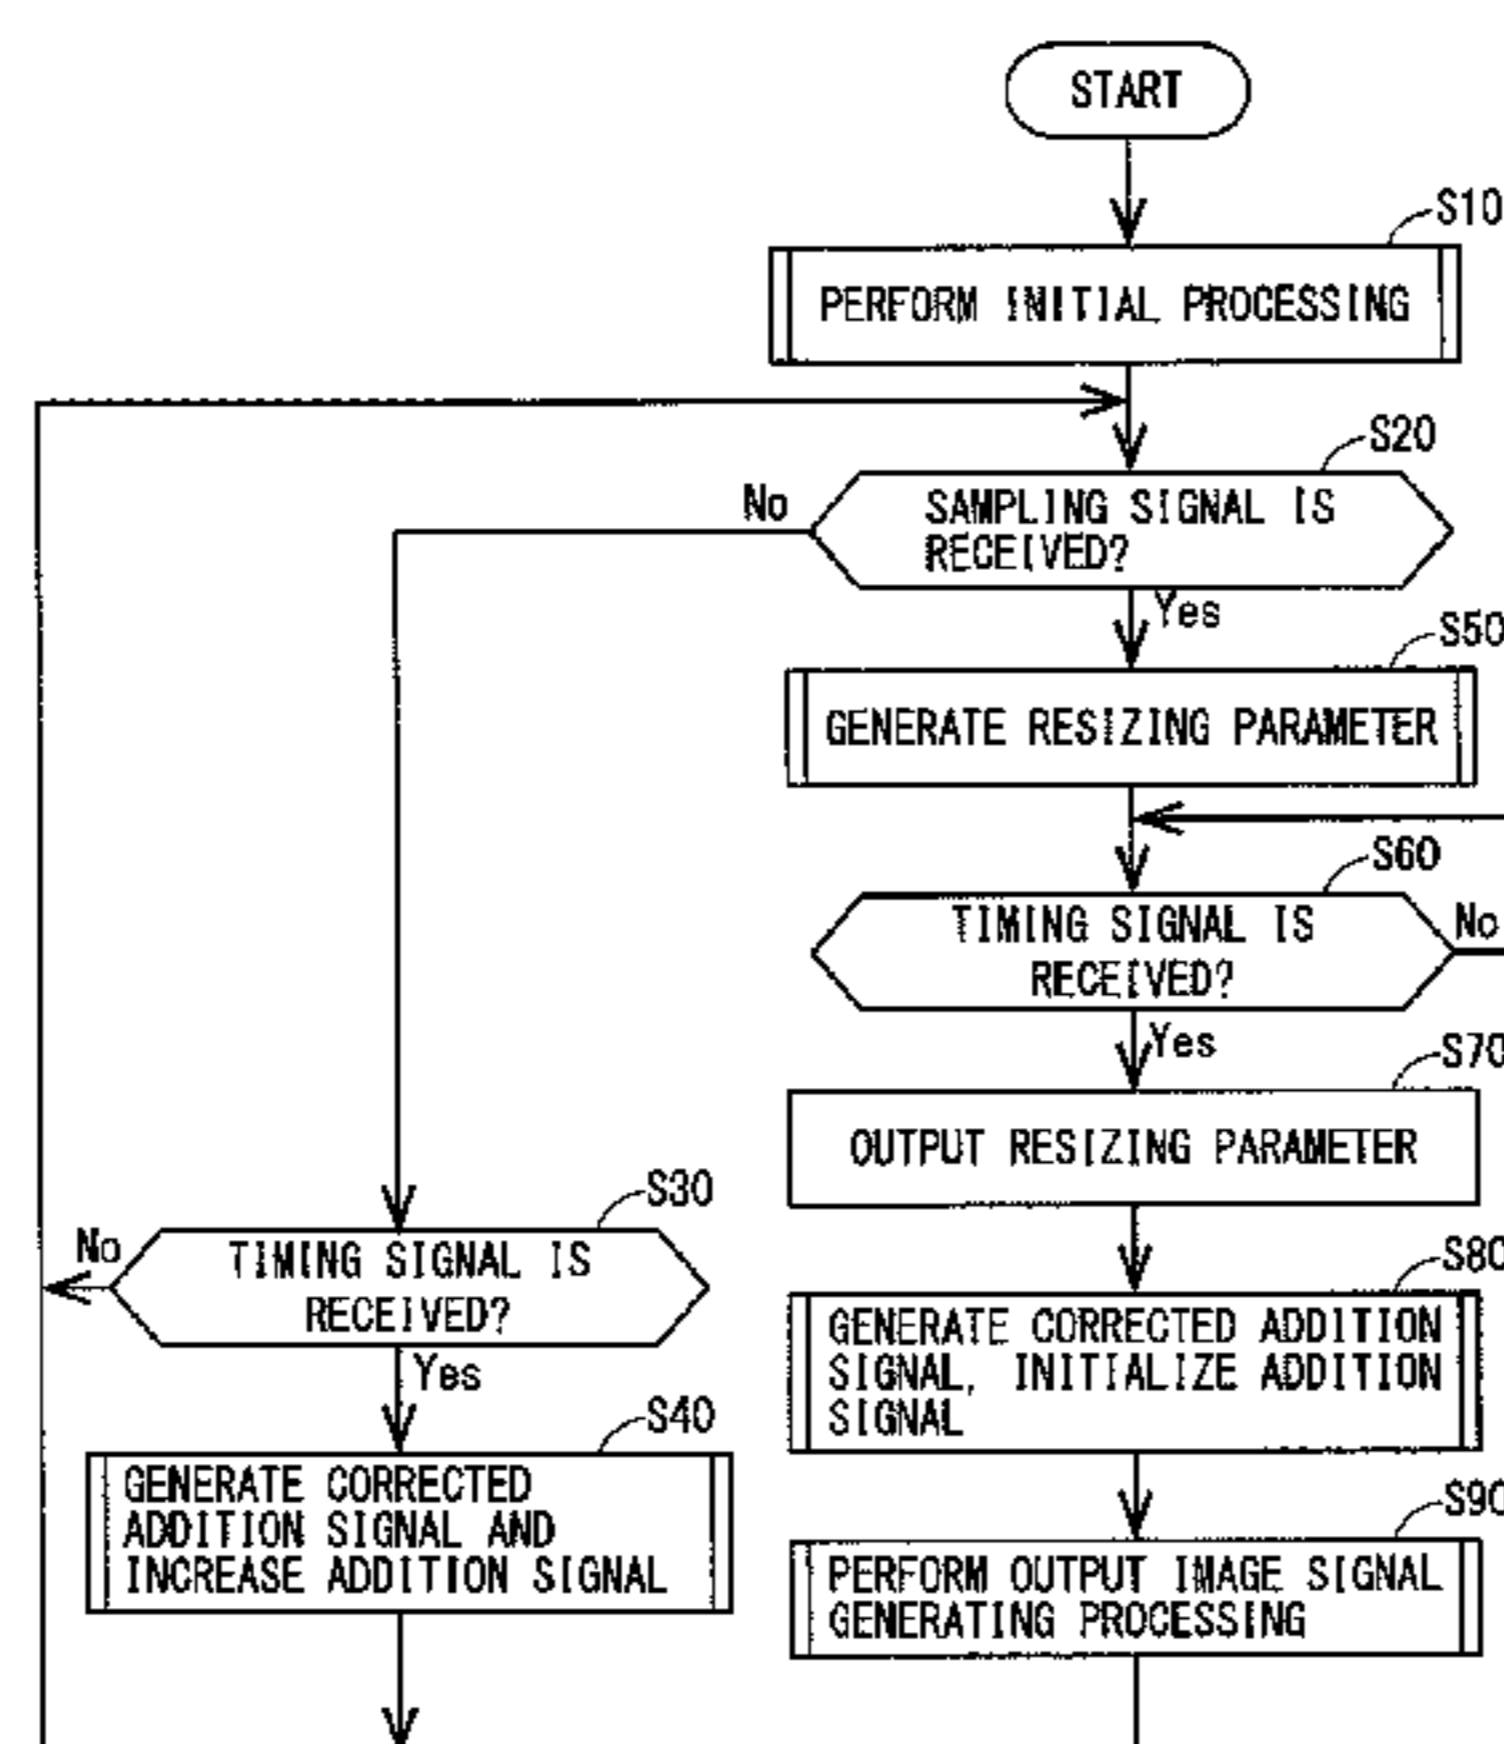 START
S10
PERFORM INITIAL PROCESSING
S20
No
SAMPLING SIGNAL IS
RECEIVED?
Yes
S50
GENERATE RESIZING PARAMETER
S60
TIMING SIGNAL IS
RECEIVED?
No
Yes
S70
OUTPUT RESIZING PARAMETER
S30
No
TIMING SIGNAL IS
RECEIVED?
Yes
S80
GENERATE CORRECTED ADDITION
SIGNAL, INITIALIZE ADDITION
SIGNAL
S40
GENERATE CORRECTED
ADDITION SIGNAL AND
INCREASE ADDITION SIGNAL
S90
PERFORM OUTPUT IMAGE SIGNAL
GENERATING PROCESSING